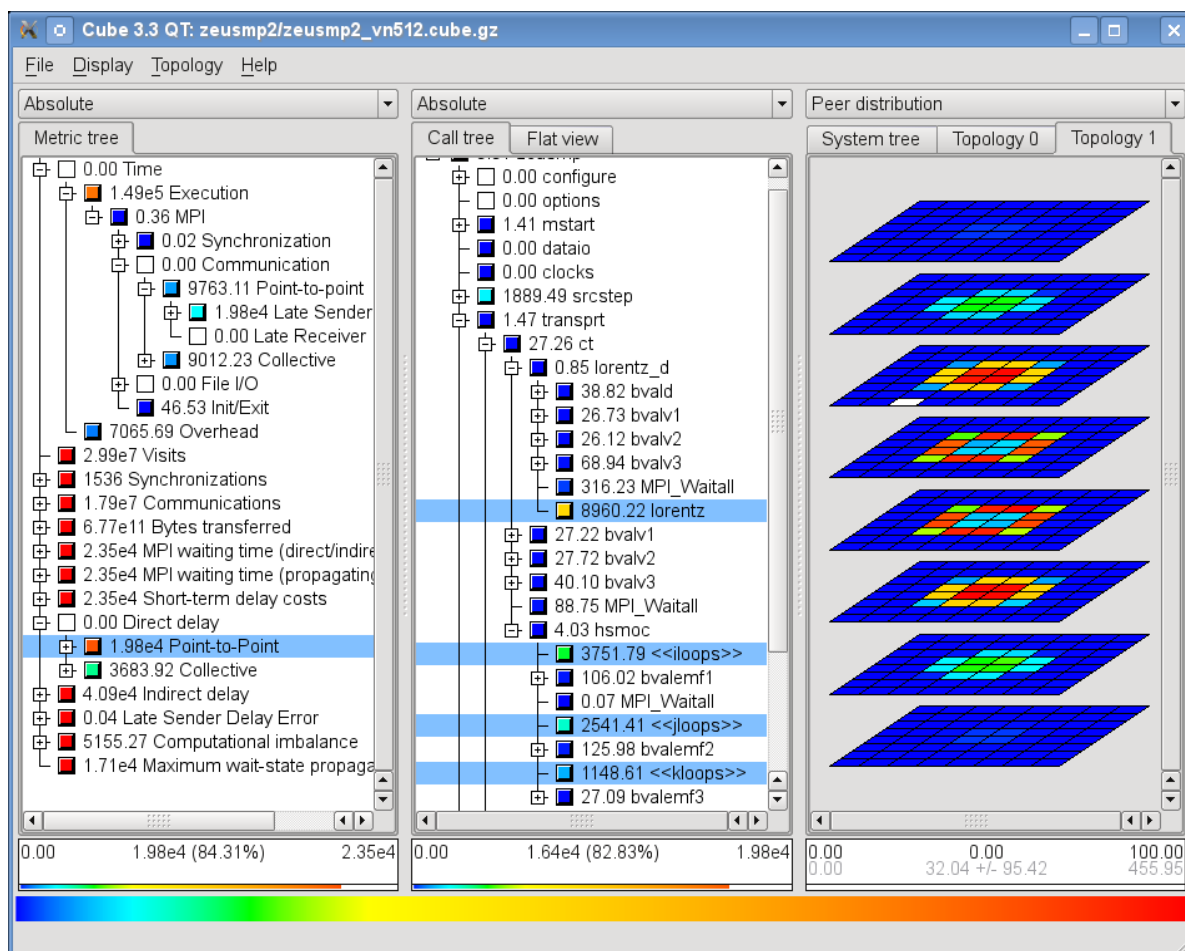 Cube 3.3 QT: zeusmp2/zeusmp2_vn512.cube.gz
File Display Topology Help
Absolute
Metric tree
0.00 Time
1.49e5 Execution
0.36 MPI
0.02 Synchronization
0.00 Communication
9763.11 Point-to-point
1.98e4 Late Sender
0.00 Late Receiver
9012.23 Collective
0.00 File I/O
46.53 Init/Exit
7065.69 Overhead
2.99e7 Visits
1536 Synchronizations
1.79e7 Communications
6.77e11 Bytes transferred
2.35e4 MPI waiting time (direct/indire
2.35e4 MPI waiting time (propagating
2.35e4 Short-term delay costs
0.00 Direct delay
1.98e4 Point-to-Point
3683.92 Collective
4.09e4 Indirect delay
0.04 Late Sender Delay Error
5155.27 Computational imbalance
1.71e4 Maximum wait-state propaga
0.00 1.98e4 (84.31%) 2.35e4
Absolute
Call tree Flat view
0.00 configure
0.00 options
1.41 mstart
0.00 dataio
0.00 clocks
1889.49 srcstep
1.47 transprt
27.26 ct
0.85 lorentz_d
38.82 bvald
26.73 bvalv1
26.12 bvalv2
68.94 bvalv3
316.23 MPI_Waitall
8960.22 lorentz
27.22 bvalv1
27.72 bvalv2
40.10 bvalv3
88.75 MPI_Waitall
4.03 hsmoc
3751.79 <<iloops>>
106.02 bvalemf1
0.07 MPI_Waitall
2541.41 <<jloops>>
125.98 bvalemf2
1148.61 <<kloops>>
27.09 bvalemf3
0.00 1.64e4 (82.83%) 1.98e4
Peer distribution
System tree Topology 0 Topology 1
0.00 0.00 100.00
0.00 32.04 +/- 95.42 455.95